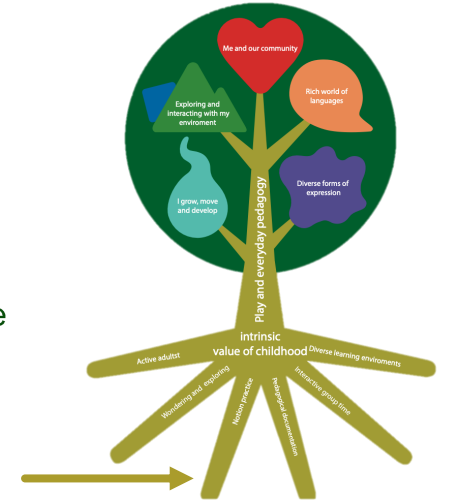 Me and our community
Exploring and
interacting with my
enviroment
Rich world of
languages
I grow, move
and develop
Diverse forms of
expression
Play and everyday pedagogy
e
intrinsic
value of childhood
Active adultst
Wondering and exploring
Notion practice
Pedagogical documentation
Interactive group time
Diverse learning enviroments